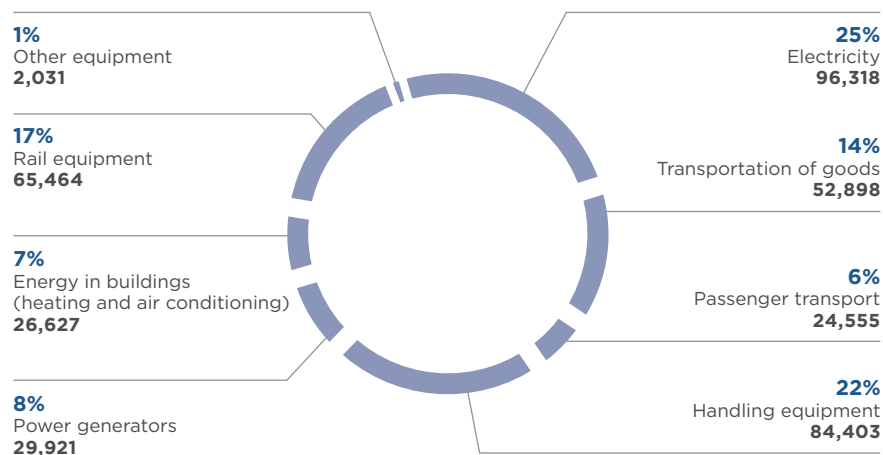 1%
Other equipment
2,031
17%
Rail equipment
65,464
7%
Energy in buildings
(heating and air conditioning)
26,627
8%
Power generators
29,921
25%
Electricity
96,318
14%
Transportation of goods
52,898
6%
Passenger transport
24,555
22%
Handling equipment
84,403